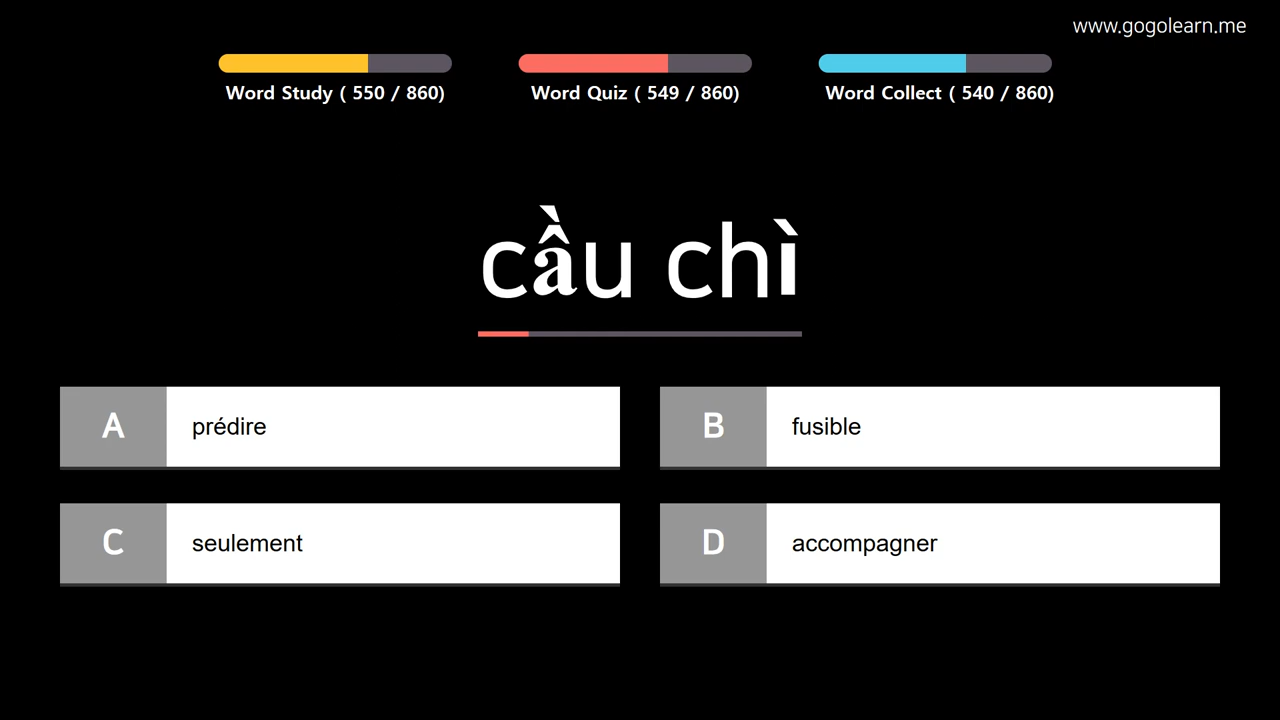 www.gogolearn.me
Word Study ( 550 / 860)
Word Quiz ( 549 / 860)
Word Collect ( 540 / 860)
cầu chì
A prédire
B fusible
C seulement
D accompagner